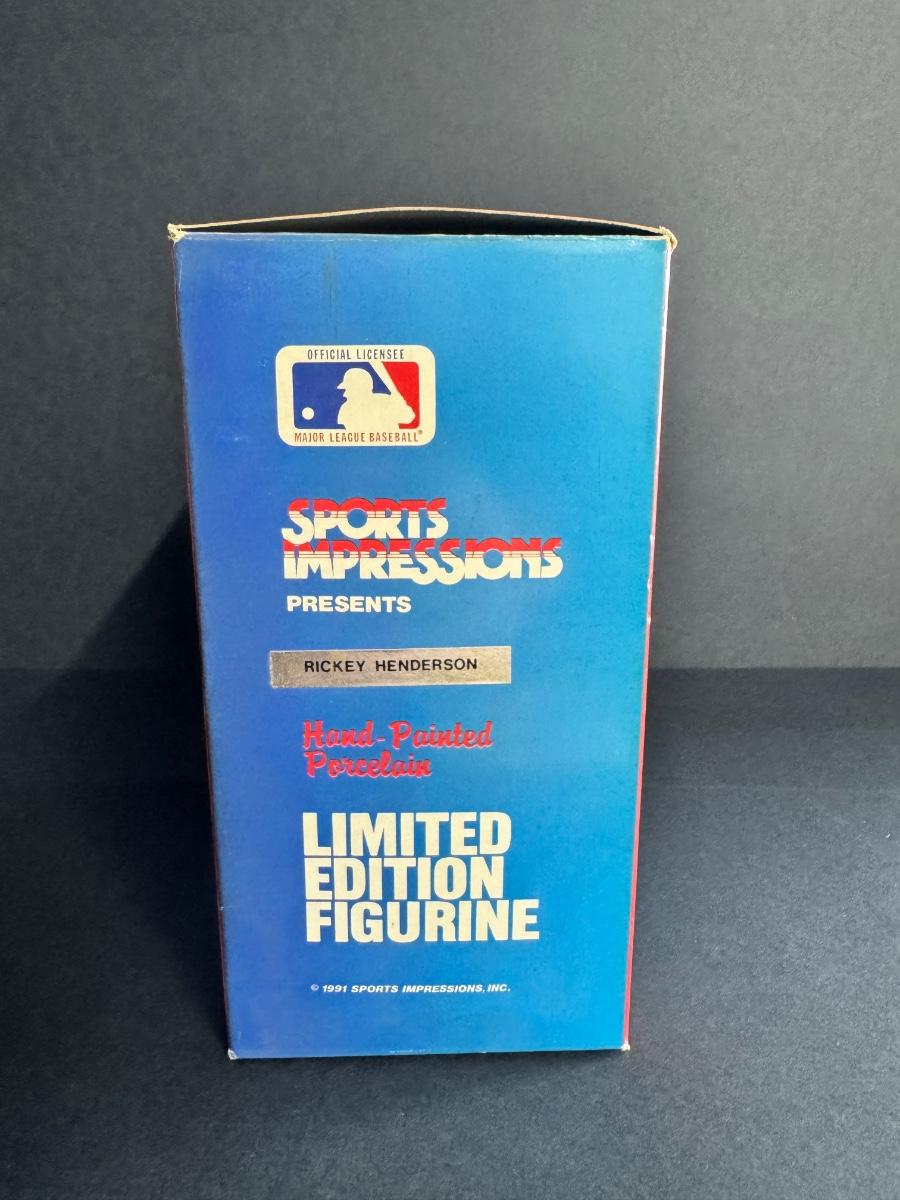 OFFICIAL LICENSEE
MAJOR LEAGUE BASEBALL®
SPORTS
IMPRESSIONS
PRESENTS
RICKEY HENDERSON
Hand-Painted
Porcelain
LIMITED
EDITION
FIGURINE
© 1991 SPORTS IMPRESSIONS, INC.